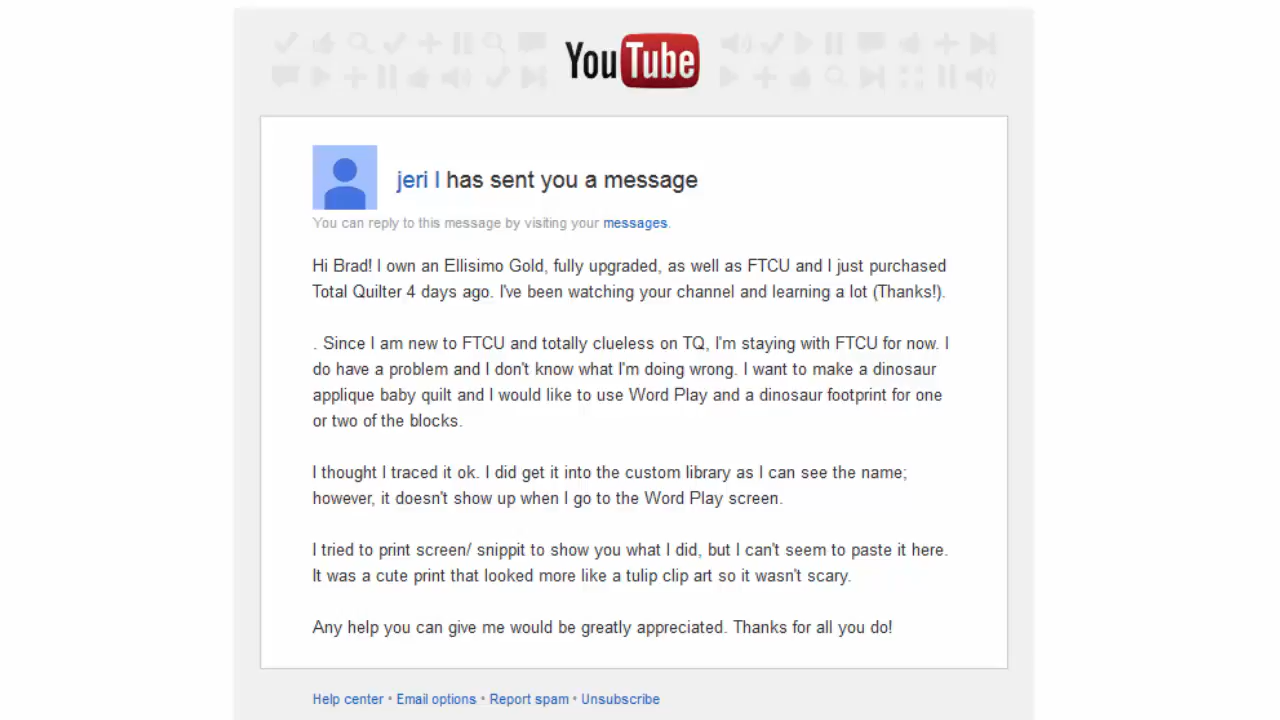 YouTube
jeri l has sent you a message
You can reply to this message by visiting your messages.
Hi Brad! I own an Ellisimo Gold, fully upgraded, as well as FTCU and I just purchased
Total Quilter 4 days ago. I've been watching your channel and learning a lot (Thanks!).
. Since I am new to FTCU and totally clueless on TQ, I'm staying with FTCU for now. I
do have a problem and I don't know what I'm doing wrong. I want to make a dinosaur
applique baby quilt and I would like to use Word Play and a dinosaur footprint for one
or two of the blocks.
I thought I traced it ok. I did get it into the custom library as I can see the name;
however, it doesn't show up when I go to the Word Play screen.
I tried to print screen/ snippit to show you what I did, but I can't seem to paste it here.
It was a cute print that looked more like a tulip clip art so it wasn't scary.
Any help you can give me would be greatly appreciated. Thanks for all you do!
Help center • Email options • Report spam • Unsubscribe